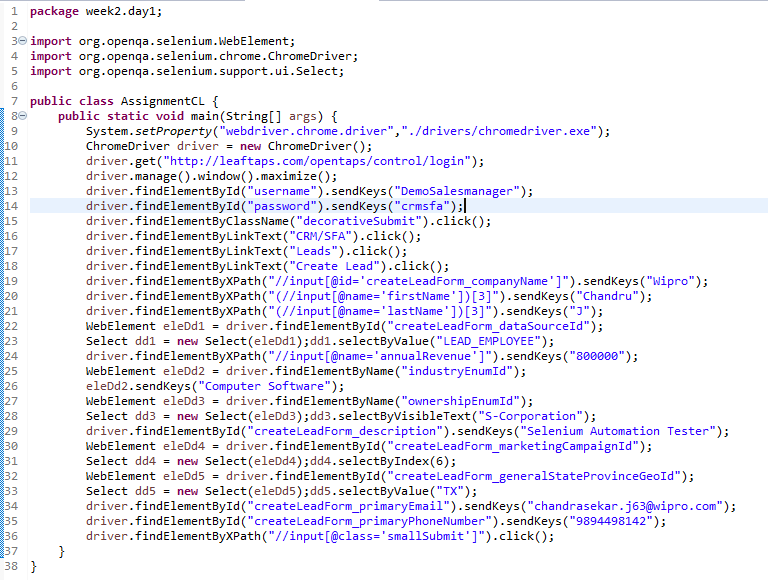 1 package week2.day1;
2
3 import org.openqa.selenium.WebElement;
4 import org.openqa.selenium.chrome.ChromeDriver;
5 import org.openqa.selenium.support.ui.Select;
6
7 public class AssignmentCL {
8 public static void main(String[] args) {
9 System.setProperty("webdriver.chrome.driver","./drivers/chromedriver.exe");
10 ChromeDriver driver = new ChromeDriver();
11 driver.get("http://leaftaps.com/opentaps/control/login");
12 driver.manage().window().maximize();
13 driver.findElementById("username").sendKeys("DemoSalesmanager");
14 driver.findElementById("password").sendKeys("crmsfa");
15 driver.findElementByClassName("decorativeSubmit").click();
16 driver.findElementByLinkText("CRM/SFA").click();
17 driver.findElementByLinkText("Leads").click();
18 driver.findElementByLinkText("Create Lead").click();
19 driver.findElementByXPath("//input[@id='createLeadForm_companyName']").sendKeys("Wipro");
20 driver.findElementByXPath("(//input[@name='firstName'])[3]").sendKeys("Chandru");
21 driver.findElementByXPath("(//input[@name='lastName'])[3]").sendKeys("J");
22 WebElement eleDd1 = driver.findElementById("createLeadForm_dataSourceId");
23 Select dd1 = new Select(eleDd1);dd1.selectByValue("LEAD_EMPLOYEE");
24 driver.findElementByXPath("//input[@name='annualRevenue']").sendKeys("800000");
25 WebElement eleDd2 = driver.findElementByName("industryEnumId");
26 eleDd2.sendKeys("Computer Software");
27 WebElement eleDd3 = driver.findElementByName("ownershipEnumId");
28 Select dd3 = new Select(eleDd3);dd3.selectByVisibleText("S-Corporation");
29 driver.findElementById("createLeadForm_description").sendKeys("Selenium Automation Tester");
30 WebElement eleDd4 = driver.findElementById("createLeadForm_marketingCampaignId");
31 Select dd4 = new Select(eleDd4);dd4.selectByIndex(6);
32 WebElement eleDd5 = driver.findElementById("createLeadForm_generalStateProvinceGeoId");
33 Select dd5 = new Select(eleDd5);dd5.selectByValue("TX");
34 driver.findElementById("createLeadForm_primaryEmail").sendKeys("chandrasekar.j63@wipro.com");
35 driver.findElementById("createLeadForm_primaryPhoneNumber").sendKeys("9894498142");
36 driver.findElementByXPath("//input[@class='smallSubmit']").click();
37 }
38 }